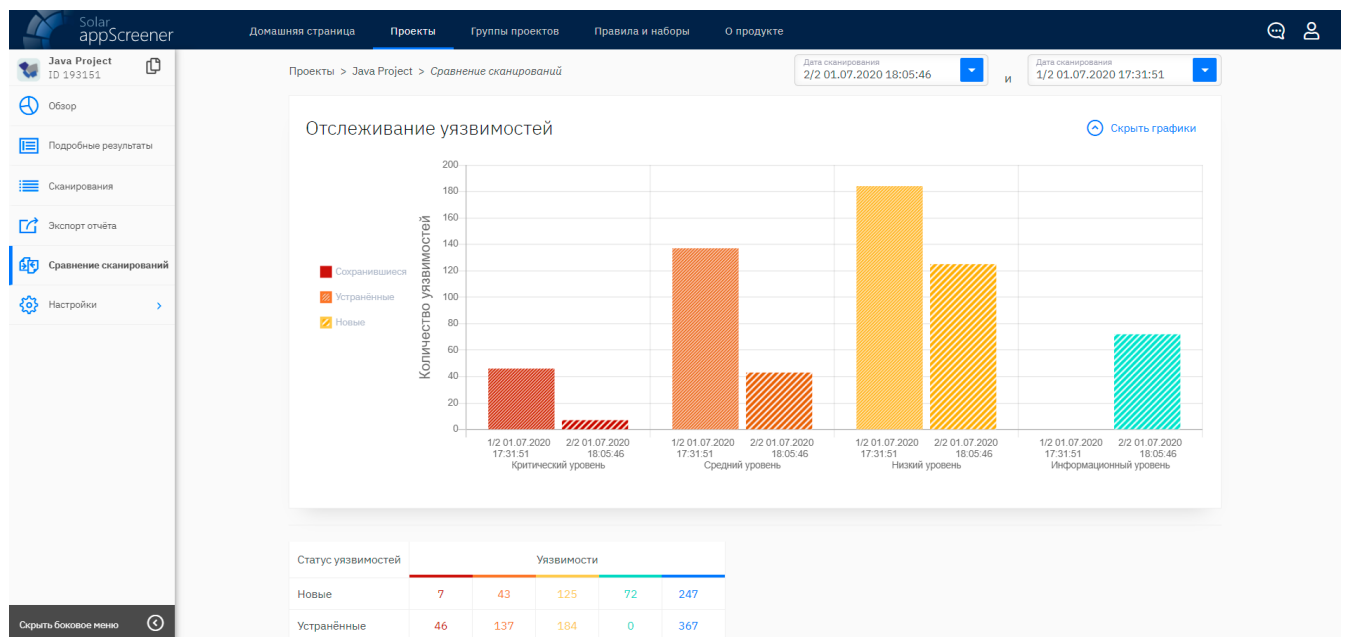 Solar appScreener
Домашняя страница
Проекты
Группы проектов
Правила и наборы
О продукте
Java Project
ID 193151
Обзор
Подробные результаты
Сканирования
Экспорт отчёта
Сравнение сканирований
Настройки
Скрыть боковое меню
Проекты > Java Project > Сравнение сканирований
Дата сканирования
2/2 01.07.2020 18:05:46
и
Дата сканирования
1/2 01.07.2020 17:31:51
Отслеживание уязвимостей
Скрыть графики
Сохранившиеся
Устранённые
Новые
Количество уязвимостей
200
180
160
140
120
100
80
60
40
20
0
1/2 01.07.2020 17:31:51
2/2 01.07.2020 18:05:46
Критический уровень
1/2 01.07.2020 17:31:51
2/2 01.07.2020 18:05:46
Средний уровень
1/2 01.07.2020 17:31:51
2/2 01.07.2020 18:05:46
Низкий уровень
1/2 01.07.2020 17:31:51
2/2 01.07.2020 18:05:46
Информационный уровень
Статус уязвимостей Уязвимости
Новые 7 43 125 72 247
Устранённые 46 137 184 0 367